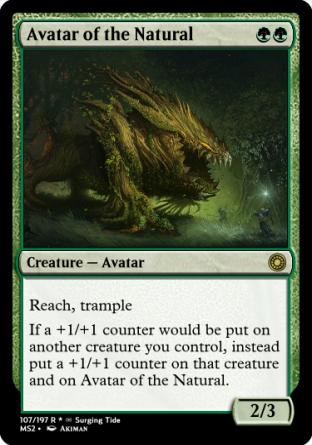 Avatar of the Natural
Creature — Avatar
Reach, trample
If a +1/+1 counter would be put on
another creature you control, instead
put a +1/+1 counter on that creature
and on Avatar of the Natural.
2/3
107/197 R * ∞ Surging Tide
MS2 • AKIMAN